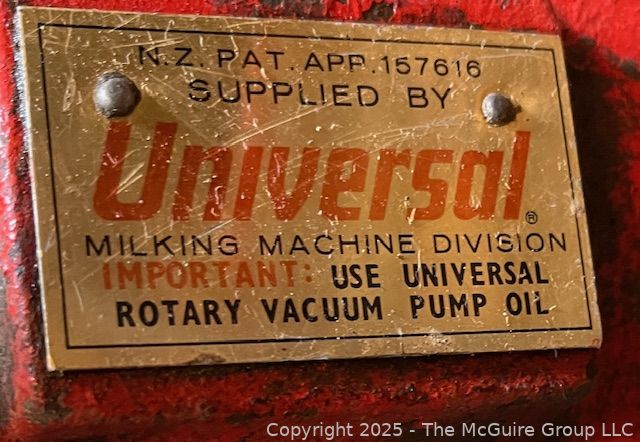 N.Z. PAT. APP. 157616
SUPPLIED BY
Universal®
MILKING MACHINE DIVISION
IMPORTANT: USE UNIVERSAL
ROTARY VACUUM PUMP OIL
Copyright 2025 - The McGuire Group LLC